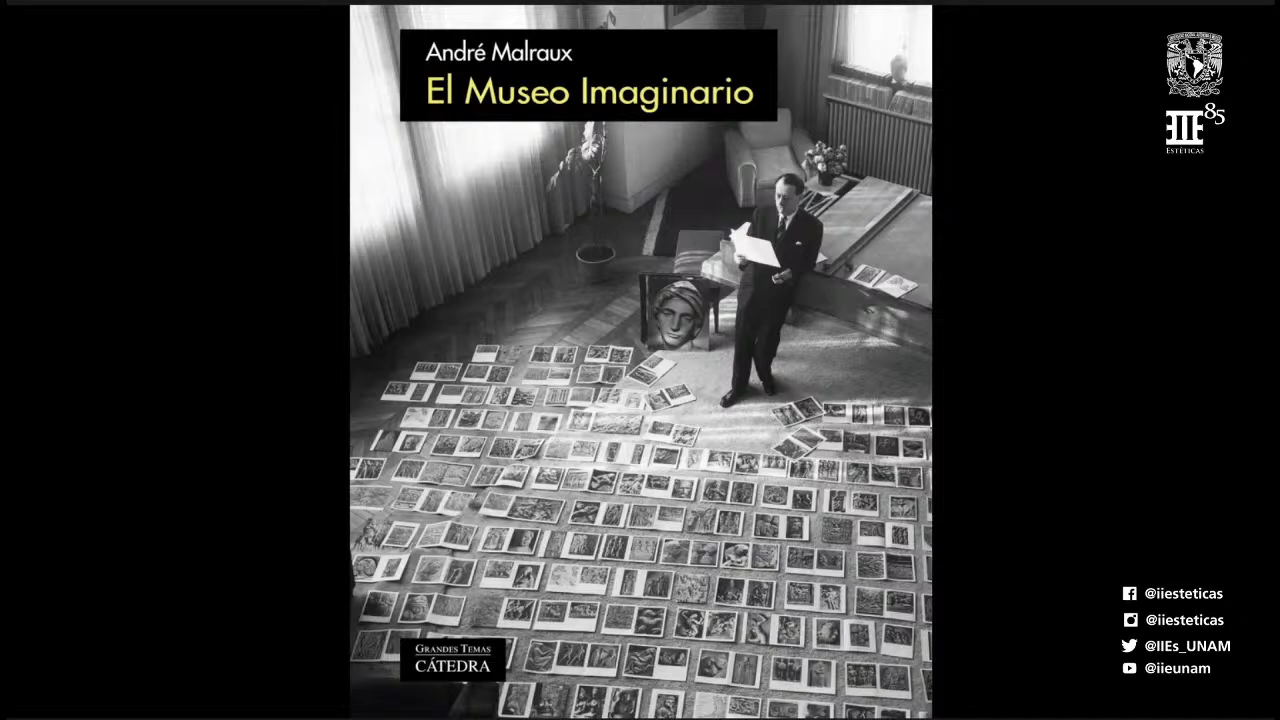 André Malraux
El Museo Imaginario
GRANDES TEMAS
CÁTEDRA
85
ESTÉTICAS
@iiesteticas
@iiesteticas
@IIEs_UNAM
@iieunam